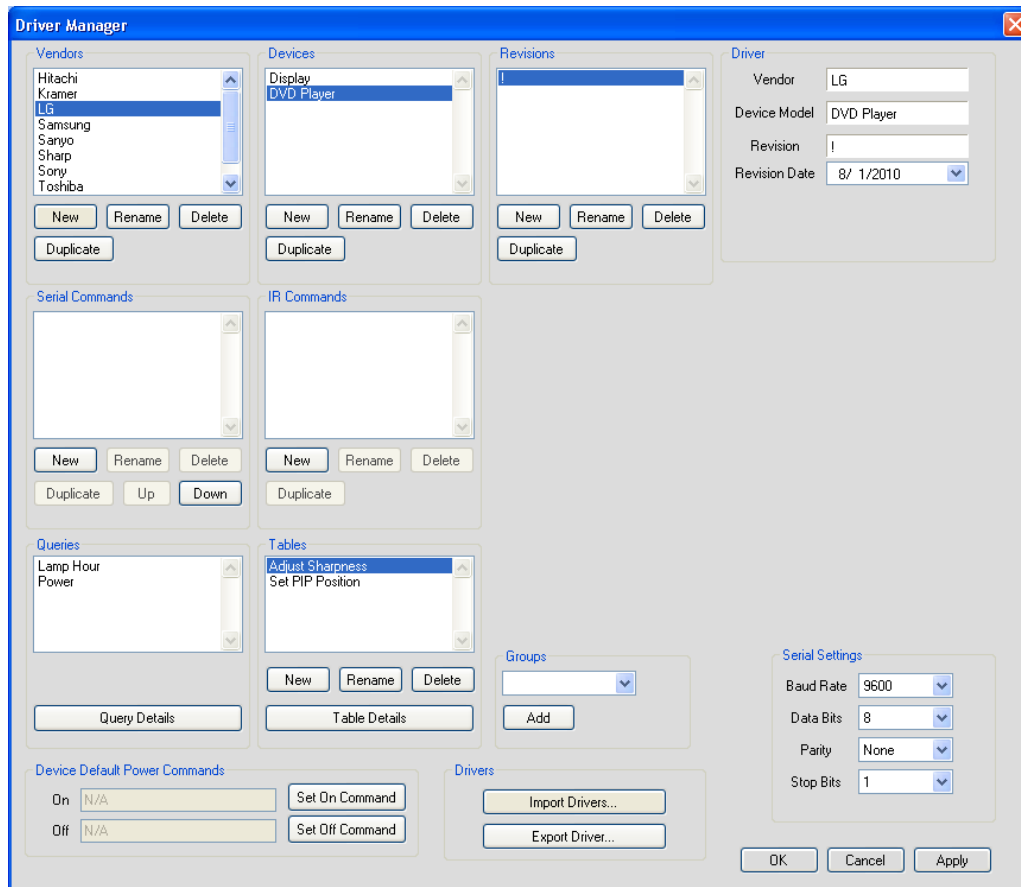 Driver Manager
Vendors
Hitachi
Kramer
LG
Samsung
Sanyo
Sharp
Sony
Toshiba
New Rename Delete
Duplicate
Devices
Display
DVD Player
New Rename Delete
Duplicate
Revisions
!
New Rename Delete
Duplicate
Driver
Vendor LG
Device Model DVD Player
Revision !
Revision Date 8/ 1/2010
Serial Commands
New Rename Delete
Duplicate Up Down
IR Commands
New Rename Delete
Duplicate
Queries
Lamp Hour
Power
Query Details
Tables
Adjust Sharpness
Set PIP Position
New Rename Delete
Table Details
Groups
Add
Serial Settings
Baud Rate 9600
Data Bits 8
Parity None
Stop Bits 1
Device Default Power Commands
On N/A Set On Command
Off N/A Set Off Command
Drivers
Import Drivers...
Export Driver...
OK Cancel Apply